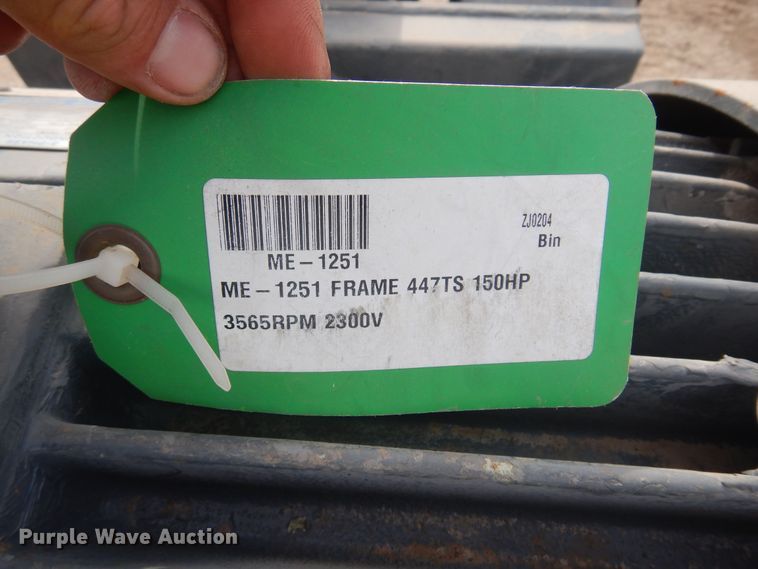 ZJ0204
Bin
ME-1251
ME-1251 FRAME 447TS 150HP
3565RPM 2300V
Purple Wave Auction®